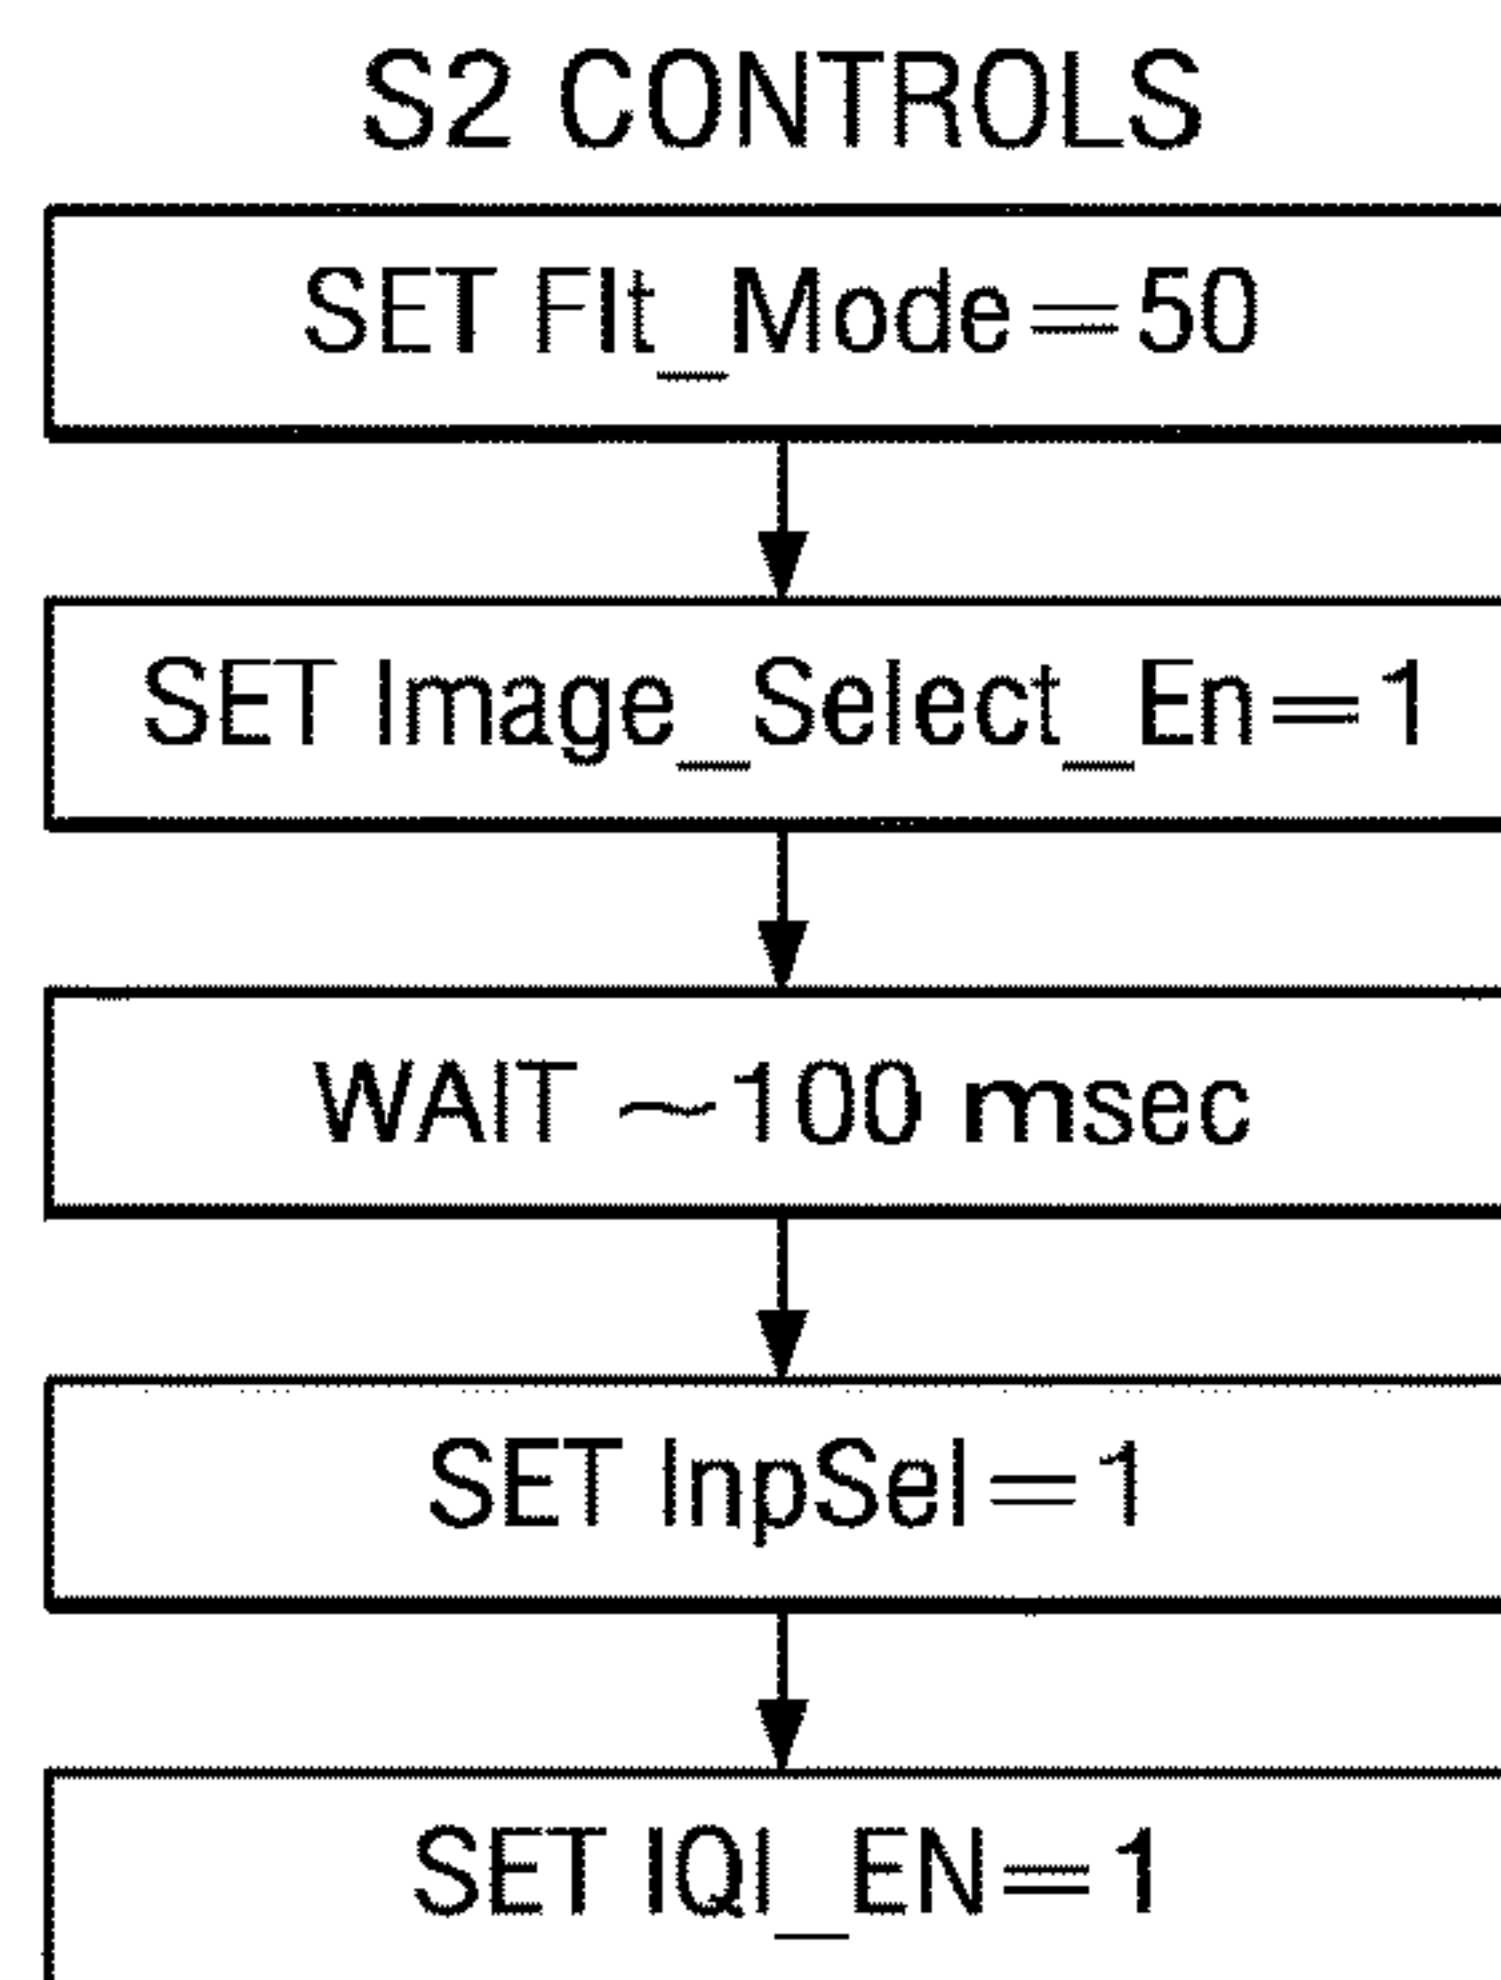 S2 CONTROLS
SET Flt_Mode=50
SET Image_Select_En=1
WAIT ~100 msec
SET InpSel=1
SET IQI_EN=1